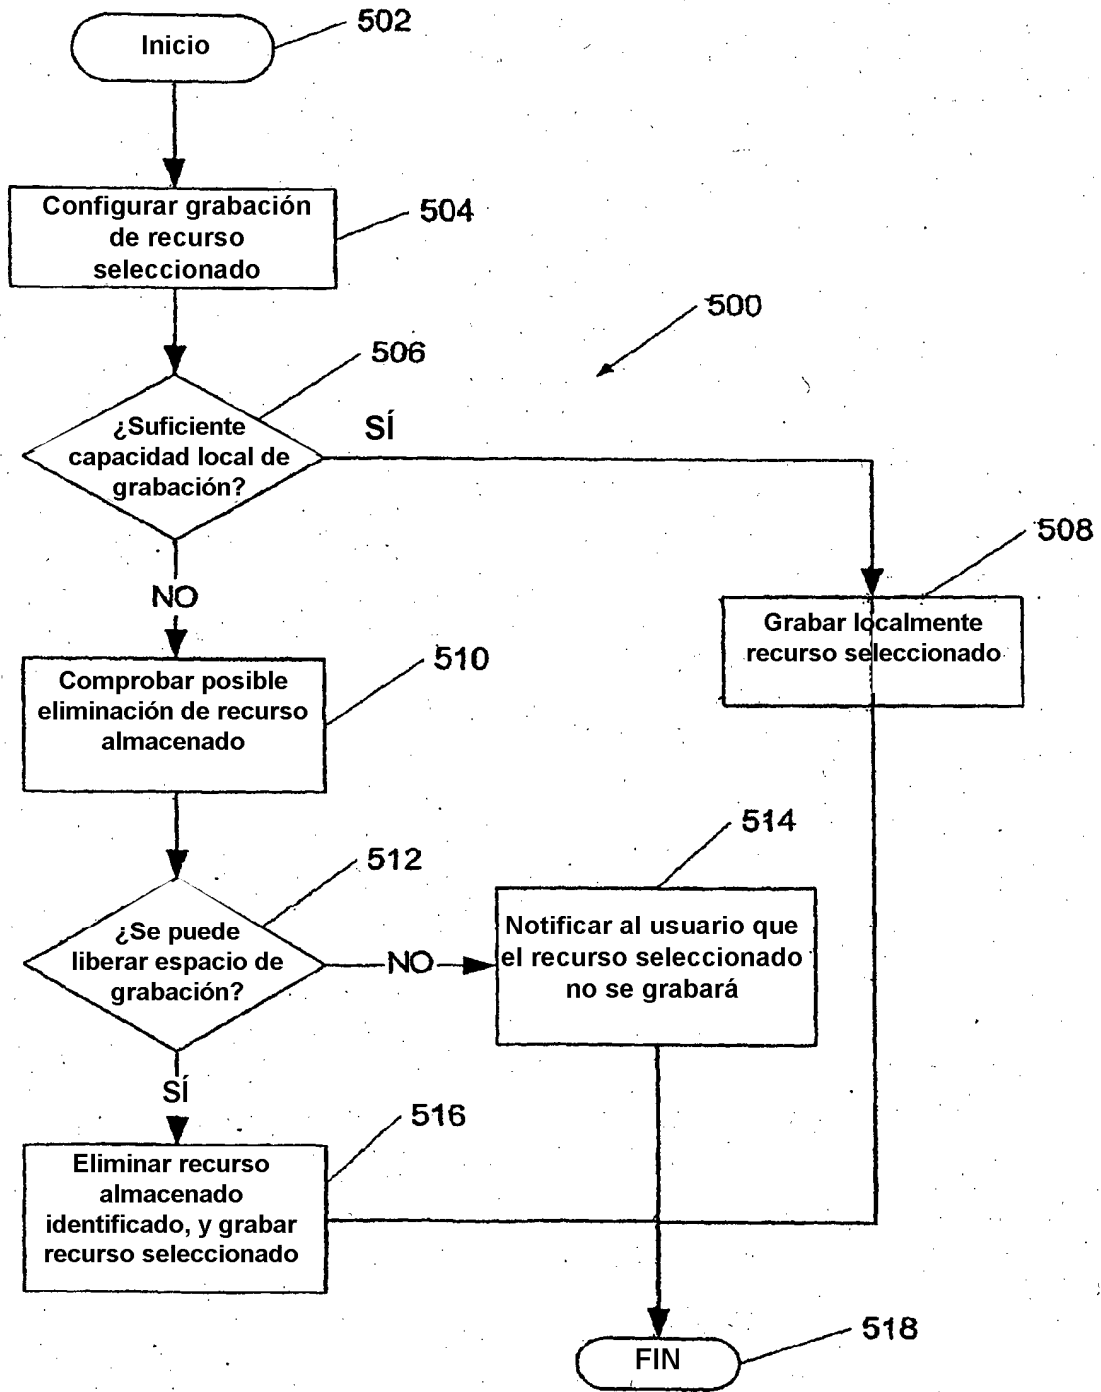 502
Inicio
Configurar grabación
de recurso
seleccionado
504
500
506
¿Suficiente
capacidad local de
grabación?
SÍ
508
NO
Grabar localmente
recurso seleccionado
510
Comprobar posible
eliminación de recurso
almacenado
514
512
¿Se puede
liberar espacio de
grabación?
NO
Notificar al usuario que
el recurso seleccionado
no se grabará
SÍ
516
Eliminar recurso
almacenado
identificado, y grabar
recurso seleccionado
518
FIN